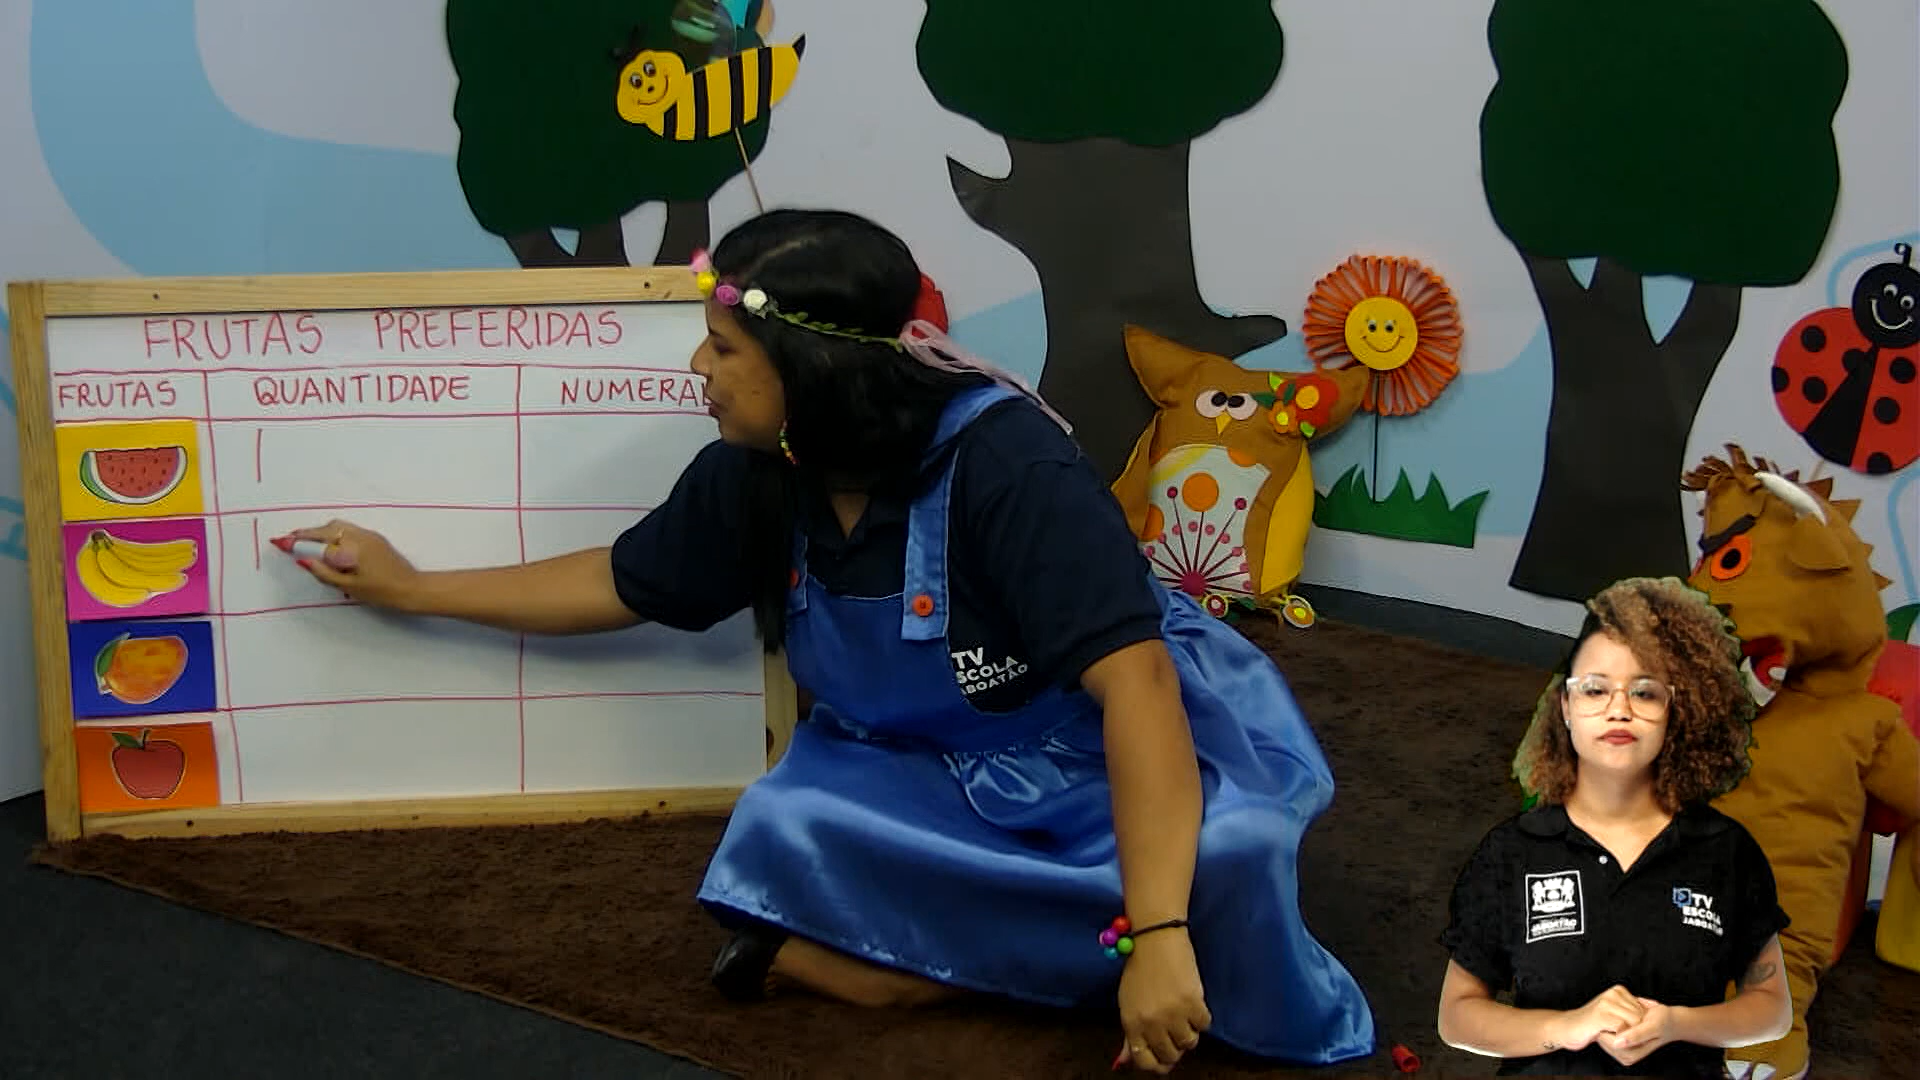 FRUTAS PREFERIDAS
FRUTAS QUANTIDADE NUMERAL
|
|
TV
ESCOLA
JABOATÃO
TV
ESCOLA
JABOATÃO